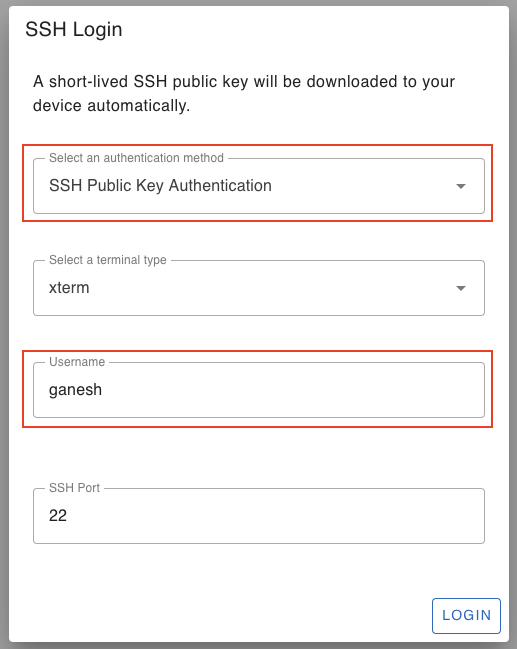 SSH Login
A short-lived SSH public key will be downloaded to your
device automatically.
Select an authentication method
SSH Public Key Authentication
Select a terminal type
xterm
Username
ganesh
SSH Port
22
LOGIN